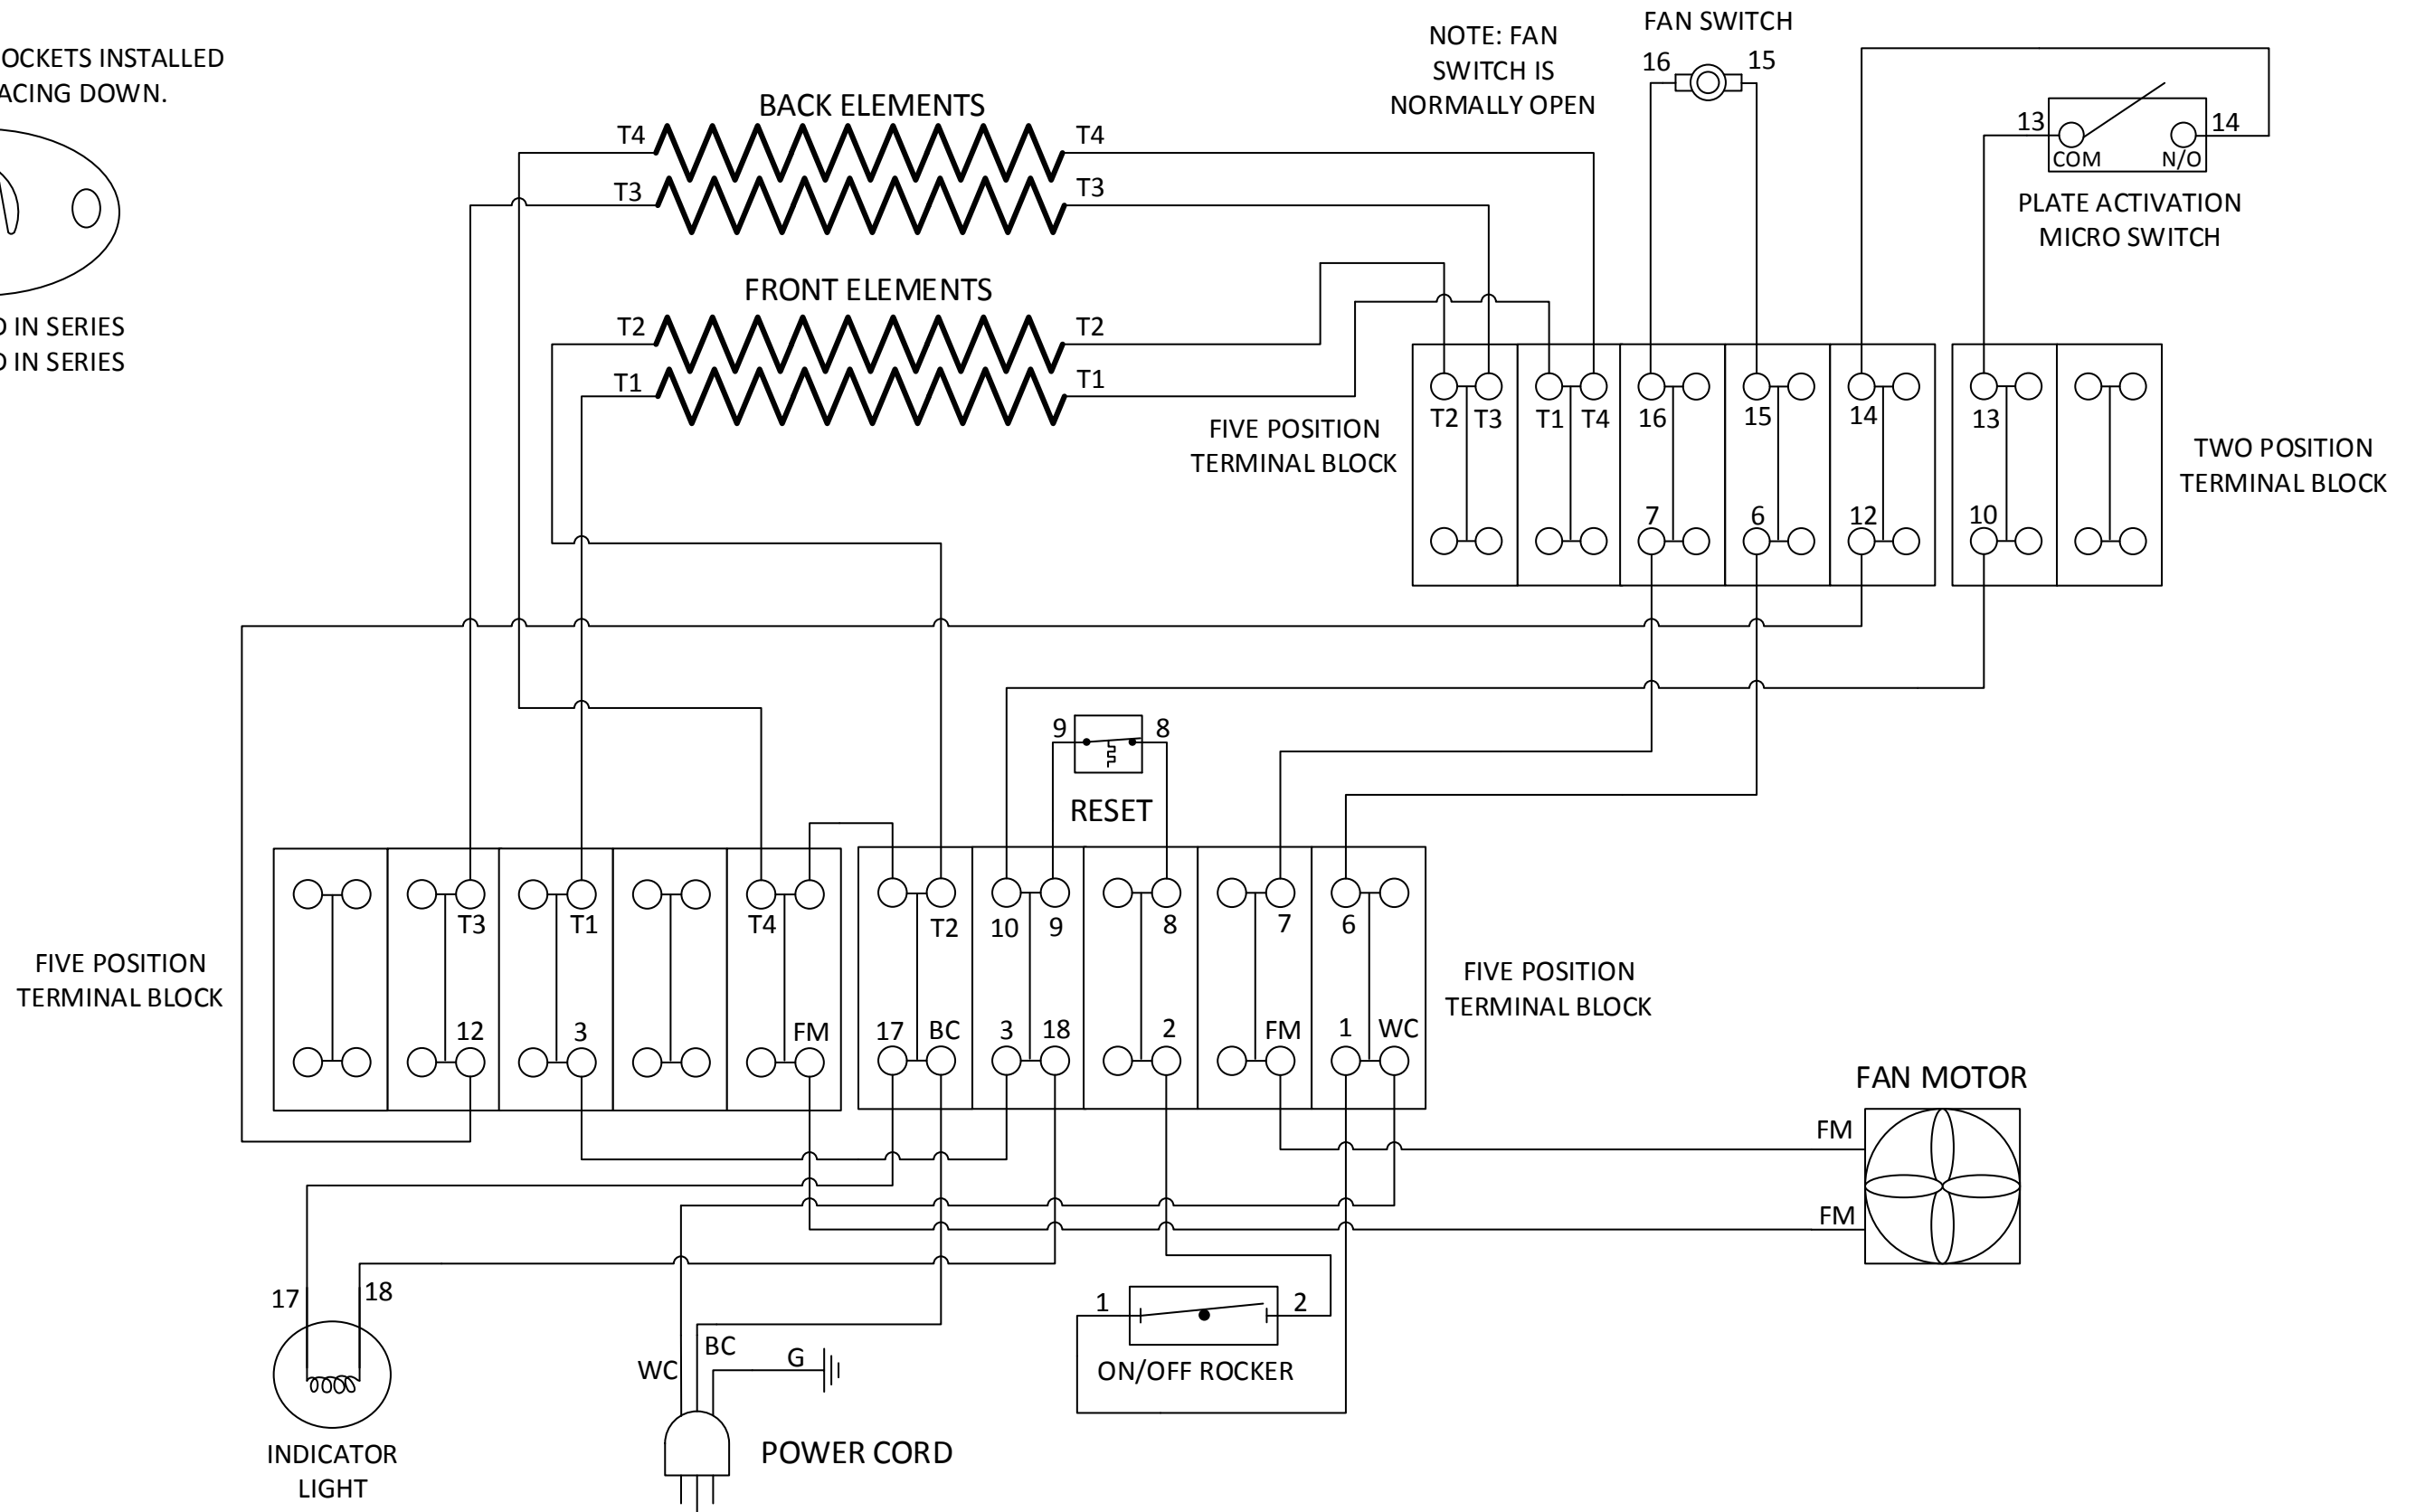 OCKETS INSTALLED
ACING DOWN.
D IN SERIES
D IN SERIES
BACK ELEMENTS
T4
T4
T3
T3
FRONT ELEMENTS
T2
T2
T1
T1
NOTE: FAN
SWITCH IS
NORMALLY OPEN
FAN SWITCH
16
15
13
14
COM
N/O
PLATE ACTIVATION
MICRO SWITCH
FIVE POSITION
TERMINAL BLOCK
T2 T3 T1 T4 16 15 14 13
7 6 12 10
TWO POSITION
TERMINAL BLOCK
9
8
RESET
FIVE POSITION
TERMINAL BLOCK
T3 T1 T4 T2 10 9 8 7 6
12 3 FM 17 BC 3 18 2 FM 1 WC
FIVE POSITION
TERMINAL BLOCK
FAN MOTOR
FM
FM
17
18
INDICATOR
LIGHT
WC
BC
G
POWER CORD
1
2
ON/OFF ROCKER